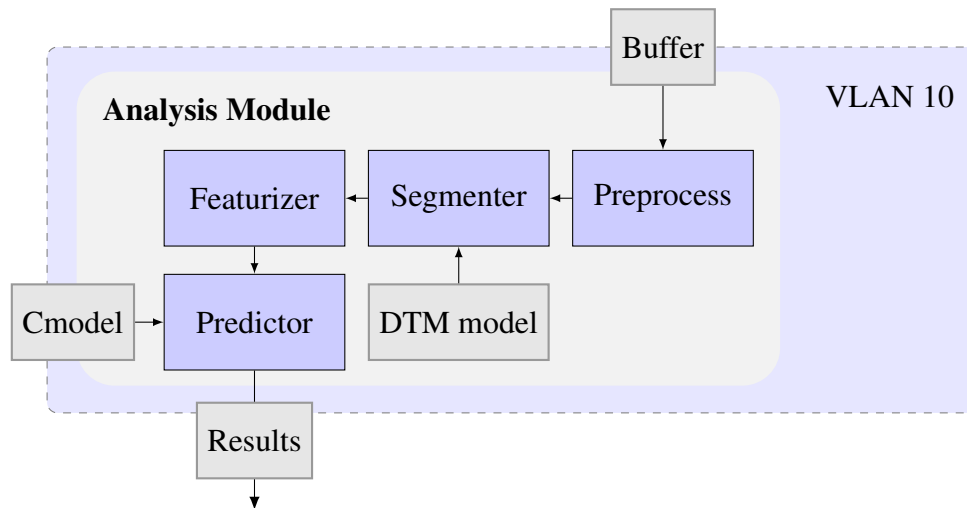 Buffer
VLAN 10
Analysis Module
Featurizer
Segmenter
Preprocess
Cmodel
Predictor
DTM model
Results